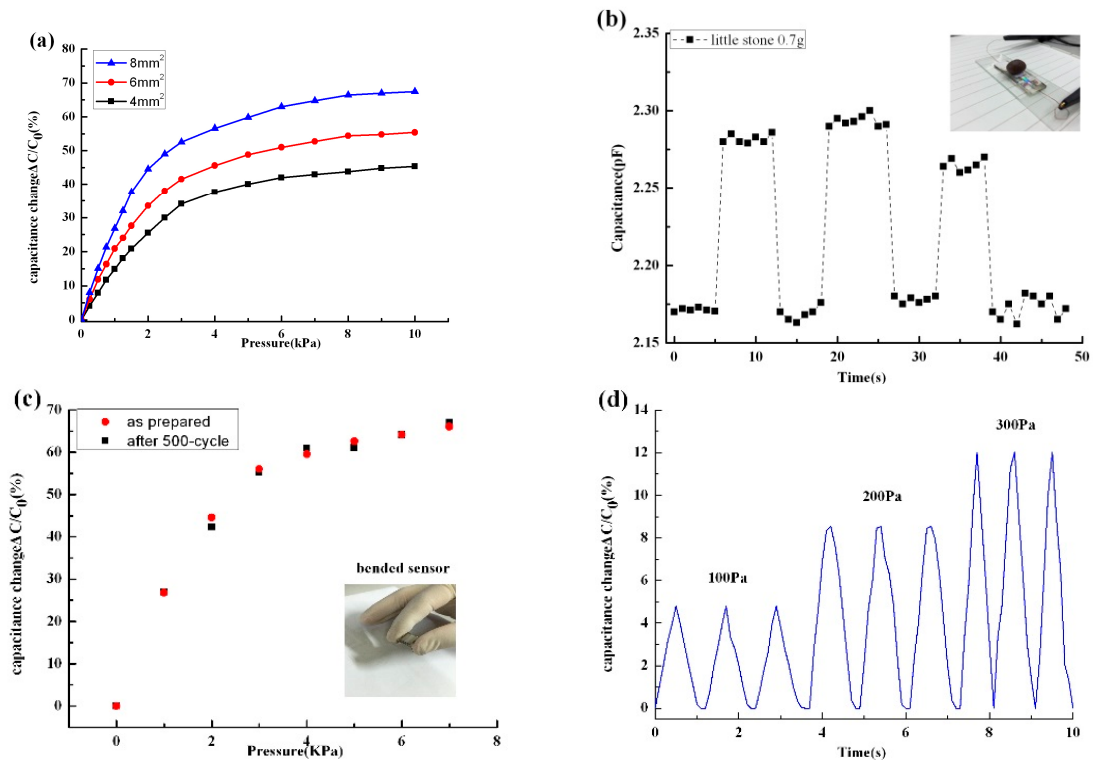 (a)
80
70
60
50
40
30
20
10
0
capacitance changeΔC/C₀(%)
8mm²
6mm²
4mm²
0 2 4 6 8 10
Pressure(kPa)
(b)
2.35
2.30
2.25
2.20
2.15
Capacitance(pF)
little stone 0.7g
0 10 20 30 40 50
Time(s)
(c)
70
60
50
40
30
20
10
0
capacitance changeΔC/C₀(%)
as prepared
after 500-cycle
bended sensor
0 2 4 6 8
Pressure(KPa)
(d)
14
12
10
8
6
4
2
0
capacitance changeΔC/C₀(%)
100Pa
200Pa
300Pa
0 2 4 6 8 10
Time(s)